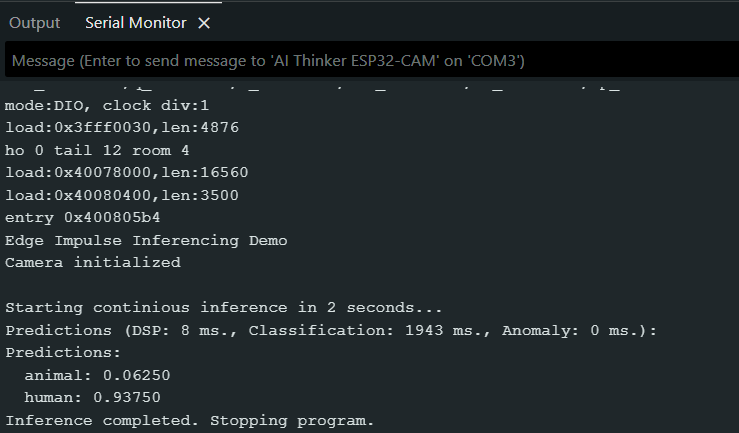 Output
Serial Monitor
Message (Enter to send message to 'AI Thinker ESP32-CAM' on 'COM3')
mode:DIO, clock div:1
load:0x3fff0030,len:4876
ho 0 tail 12 room 4
load:0x40078000,len:16560
load:0x40080400,len:3500
entry 0x400805b4
Edge Impulse Inferencing Demo
Camera initialized
Starting continious inference in 2 seconds...
Predictions (DSP: 8 ms., Classification: 1943 ms., Anomaly: 0 ms.):
Predictions:
animal: 0.06250
human: 0.93750
Inference completed. Stopping program.